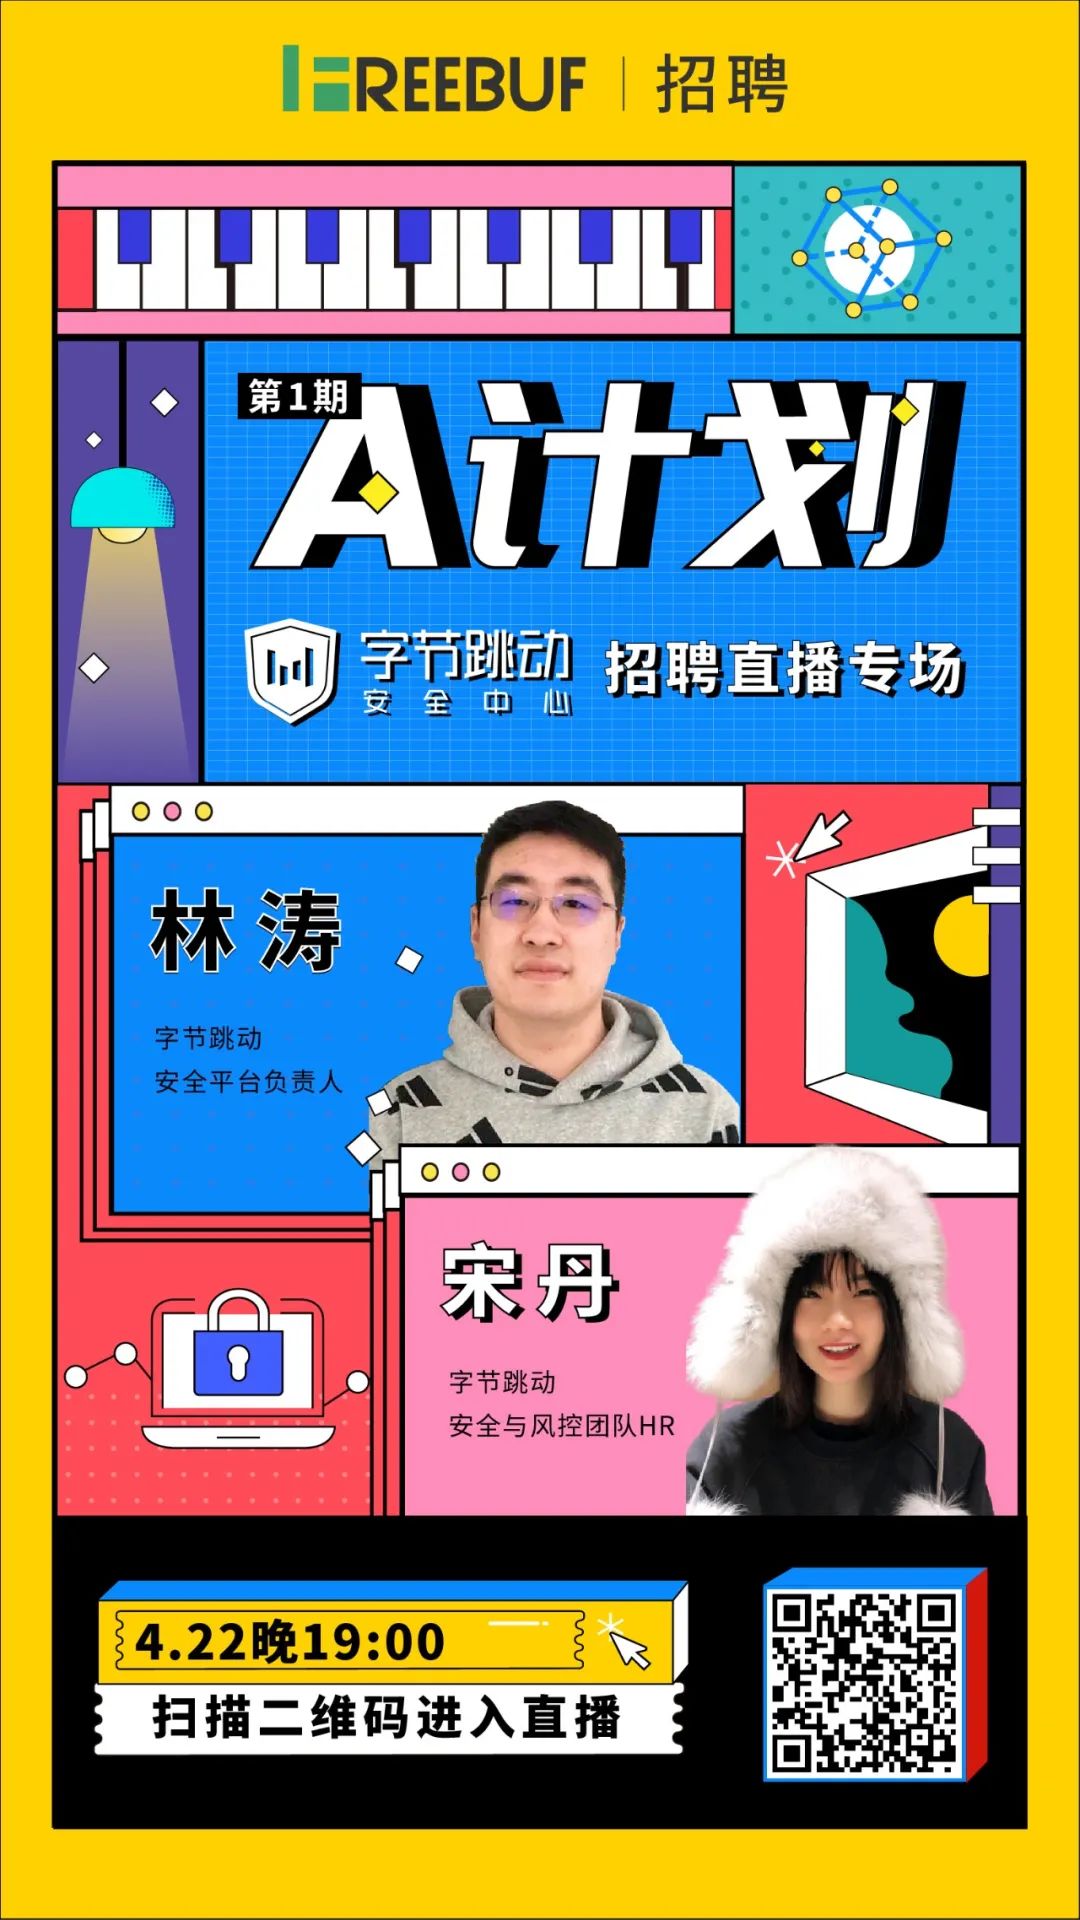 FREEBUF | 招聘
第1期
Ai计划
字节跳动
安全中心
招聘直播专场
林涛
字节跳动
安全平台负责人
宋丹
字节跳动
安全与风控团队HR
4.22晚19:00
扫描二维码进入直播